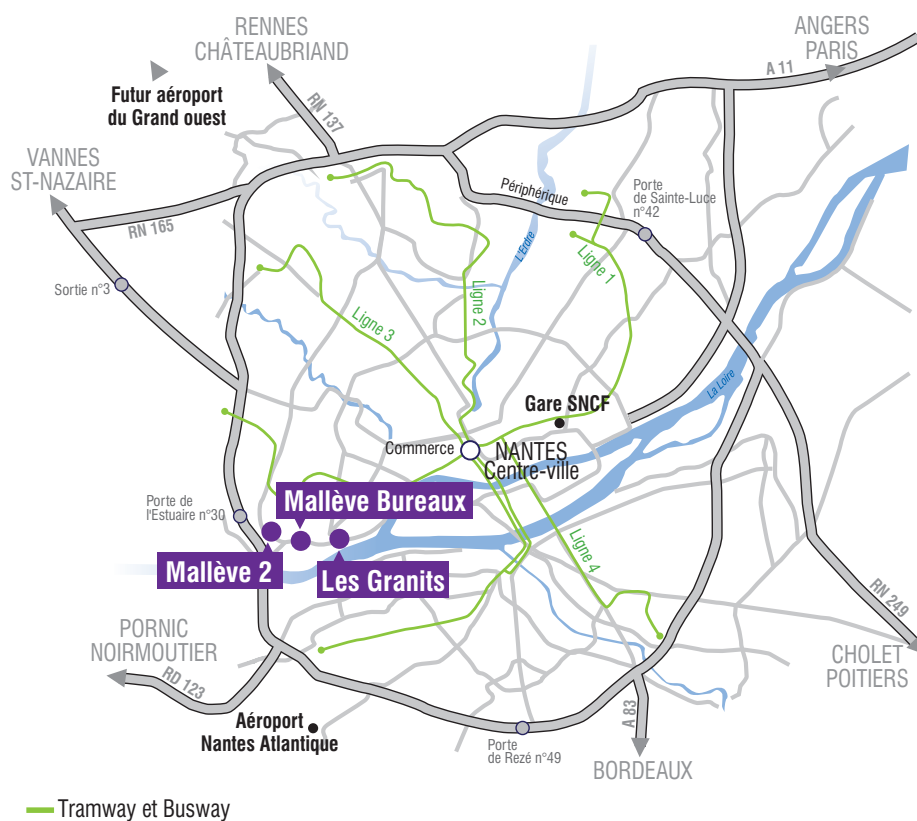 RENNES
CHÂTEAUBRIAND
ANGERS
PARIS
A 11
Futur aéroport
du Grand ouest
RN 137
VANNES
ST-NAZAIRE
Périphérique
Porte
de Sainte-Luce
n°42
RN 165
L'Erdre
Ligne 1
Sortie n°3
Ligne 2
Ligne 3
La Loire
Gare SNCF
Commerce
NANTES
Centre-ville
Mallève Bureaux
Porte de
l'Estuaire n°30
Mallève 2
Les Granits
Ligne 4
RN 249
PORNIC
NOIRMOUTIER
RD 123
CHOLET
POITIERS
A 83
Aéroport
Nantes Atlantique
Porte
de Rezé n°49
BORDEAUX
Tramway et Busway